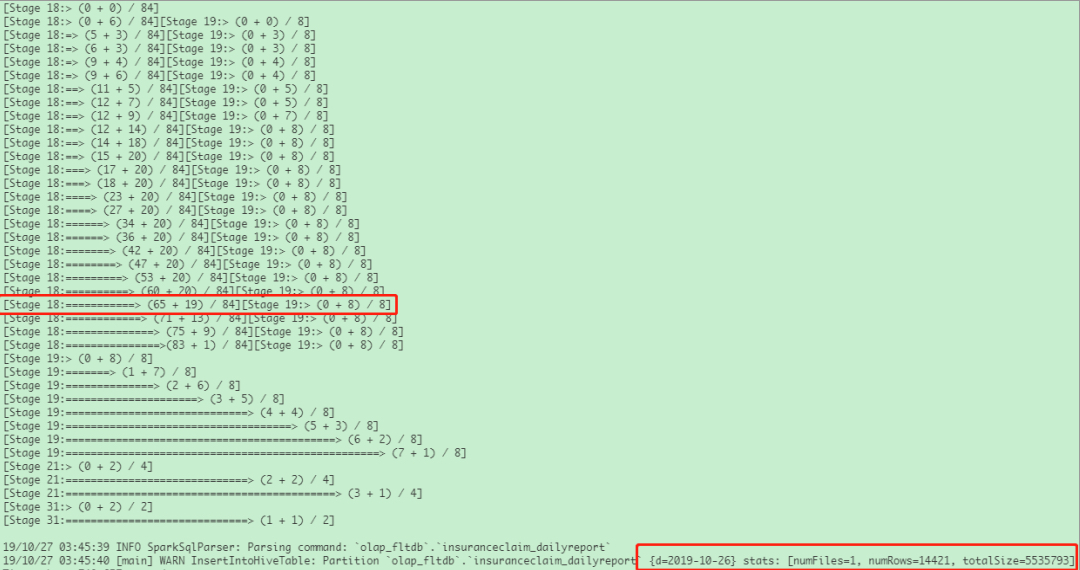 [Stage 18:> (0 + 0) / 84]
[Stage 18:> (0 + 6) / 84][Stage 19:> (0 + 0) / 8]
[Stage 18:=> (5 + 3) / 84][Stage 19:> (0 + 3) / 8]
[Stage 18:=> (6 + 3) / 84][Stage 19:> (0 + 3) / 8]
[Stage 18:=> (9 + 4) / 84][Stage 19:> (0 + 4) / 8]
[Stage 18:=> (9 + 6) / 84][Stage 19:> (0 + 4) / 8]
[Stage 18:==> (11 + 5) / 84][Stage 19:> (0 + 5) / 8]
[Stage 18:==> (12 + 7) / 84][Stage 19:> (0 + 5) / 8]
[Stage 18:==> (12 + 9) / 84][Stage 19:> (0 + 7) / 8]
[Stage 18:==> (12 + 14) / 84][Stage 19:> (0 + 8) / 8]
[Stage 18:==> (14 + 18) / 84][Stage 19:> (0 + 8) / 8]
[Stage 18:==> (15 + 20) / 84][Stage 19:> (0 + 8) / 8]
[Stage 18:===> (17 + 20) / 84][Stage 19:> (0 + 8) / 8]
[Stage 18:===> (18 + 20) / 84][Stage 19:> (0 + 8) / 8]
[Stage 18:====> (23 + 20) / 84][Stage 19:> (0 + 8) / 8]
[Stage 18:====> (27 + 20) / 84][Stage 19:> (0 + 8) / 8]
[Stage 18:======> (34 + 20) / 84][Stage 19:> (0 + 8) / 8]
[Stage 18:======> (36 + 20) / 84][Stage 19:> (0 + 8) / 8]
[Stage 18:=======> (42 + 20) / 84][Stage 19:> (0 + 8) / 8]
[Stage 18:========> (47 + 20) / 84][Stage 19:> (0 + 8) / 8]
[Stage 18:=========> (53 + 20) / 84][Stage 19:> (0 + 8) / 8]
[Stage 18:==========> (60 + 20) / 84][Stage 19:> (0 + 8) / 8]
[Stage 18:===========> (65 + 19) / 84][Stage 19:> (0 + 8) / 8]
[Stage 18:============> (71 + 13) / 84][Stage 19:> (0 + 8) / 8]
[Stage 18:==============> (75 + 9) / 84][Stage 19:> (0 + 8) / 8]
[Stage 18:===============>(83 + 1) / 84][Stage 19:> (0 + 8) / 8]
[Stage 19:> (0 + 8) / 8]
[Stage 19:=======> (1 + 7) / 8]
[Stage 19:==============> (2 + 6) / 8]
[Stage 19:=====================> (3 + 5) / 8]
[Stage 19:=============================> (4 + 4) / 8]
[Stage 19:====================================> (5 + 3) / 8]
[Stage 19:===========================================> (6 + 2) / 8]
[Stage 19:==================================================> (7 + 1) / 8]
[Stage 21:> (0 + 2) / 4]
[Stage 21:=============================> (2 + 2) / 4]
[Stage 21:===========================================> (3 + 1) / 4]
[Stage 31:> (0 + 2) / 2]
[Stage 31:=============================> (1 + 1) / 2]
19/10/27 03:45:39 INFO SparkSqlParser: Parsing command: `olap_fltdb`.`insuranceclaim_dailyreport`
19/10/27 03:45:40 [main] WARN InsertIntoHiveTable: Partition `olap_fltdb`.`insuranceclaim_dailyreport` {d=2019-10-26} stats: [numFiles=1, numRows=14421, totalSize=5535793]